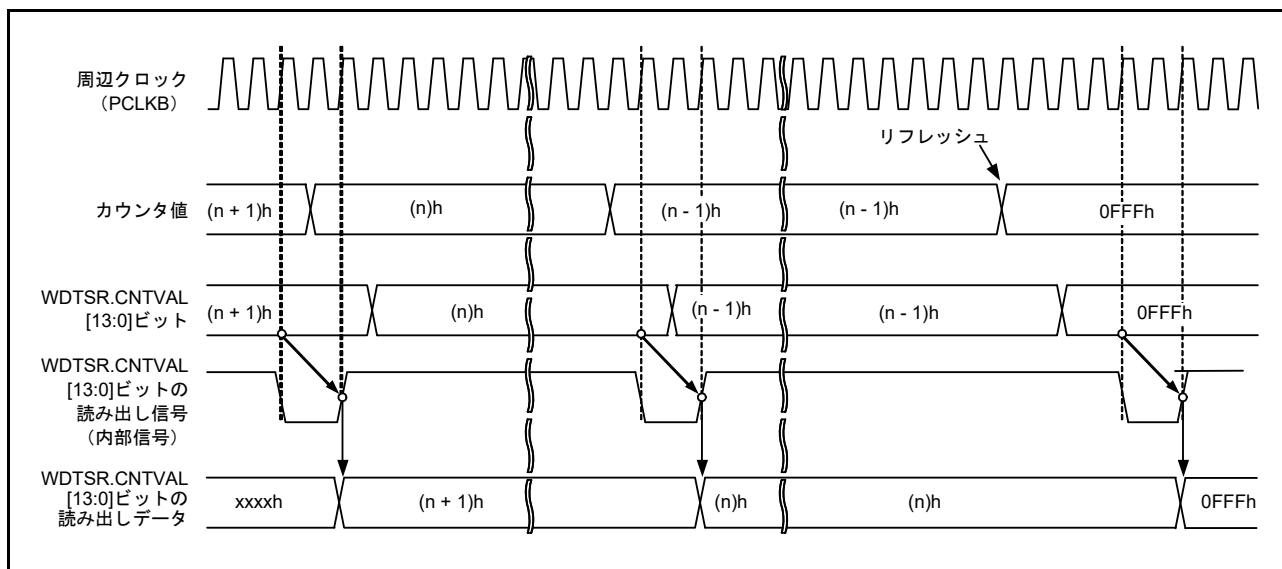 周辺クロック
（PCLKB）
リフレッシュ
カウンタ値
(n + 1)h
(n)h
(n - 1)h
(n - 1)h
0FFFh
WDTSR.CNTVAL
[13:0]ビット
(n + 1)h
(n)h
(n - 1)h
(n - 1)h
0FFFh
WDTSR.CNTVAL
[13:0]ビットの
読み出し信号
（内部信号）
WDTSR.CNTVAL
[13:0]ビットの
読み出しデータ
xxxxh
(n + 1)h
(n)h
(n)h
0FFFh